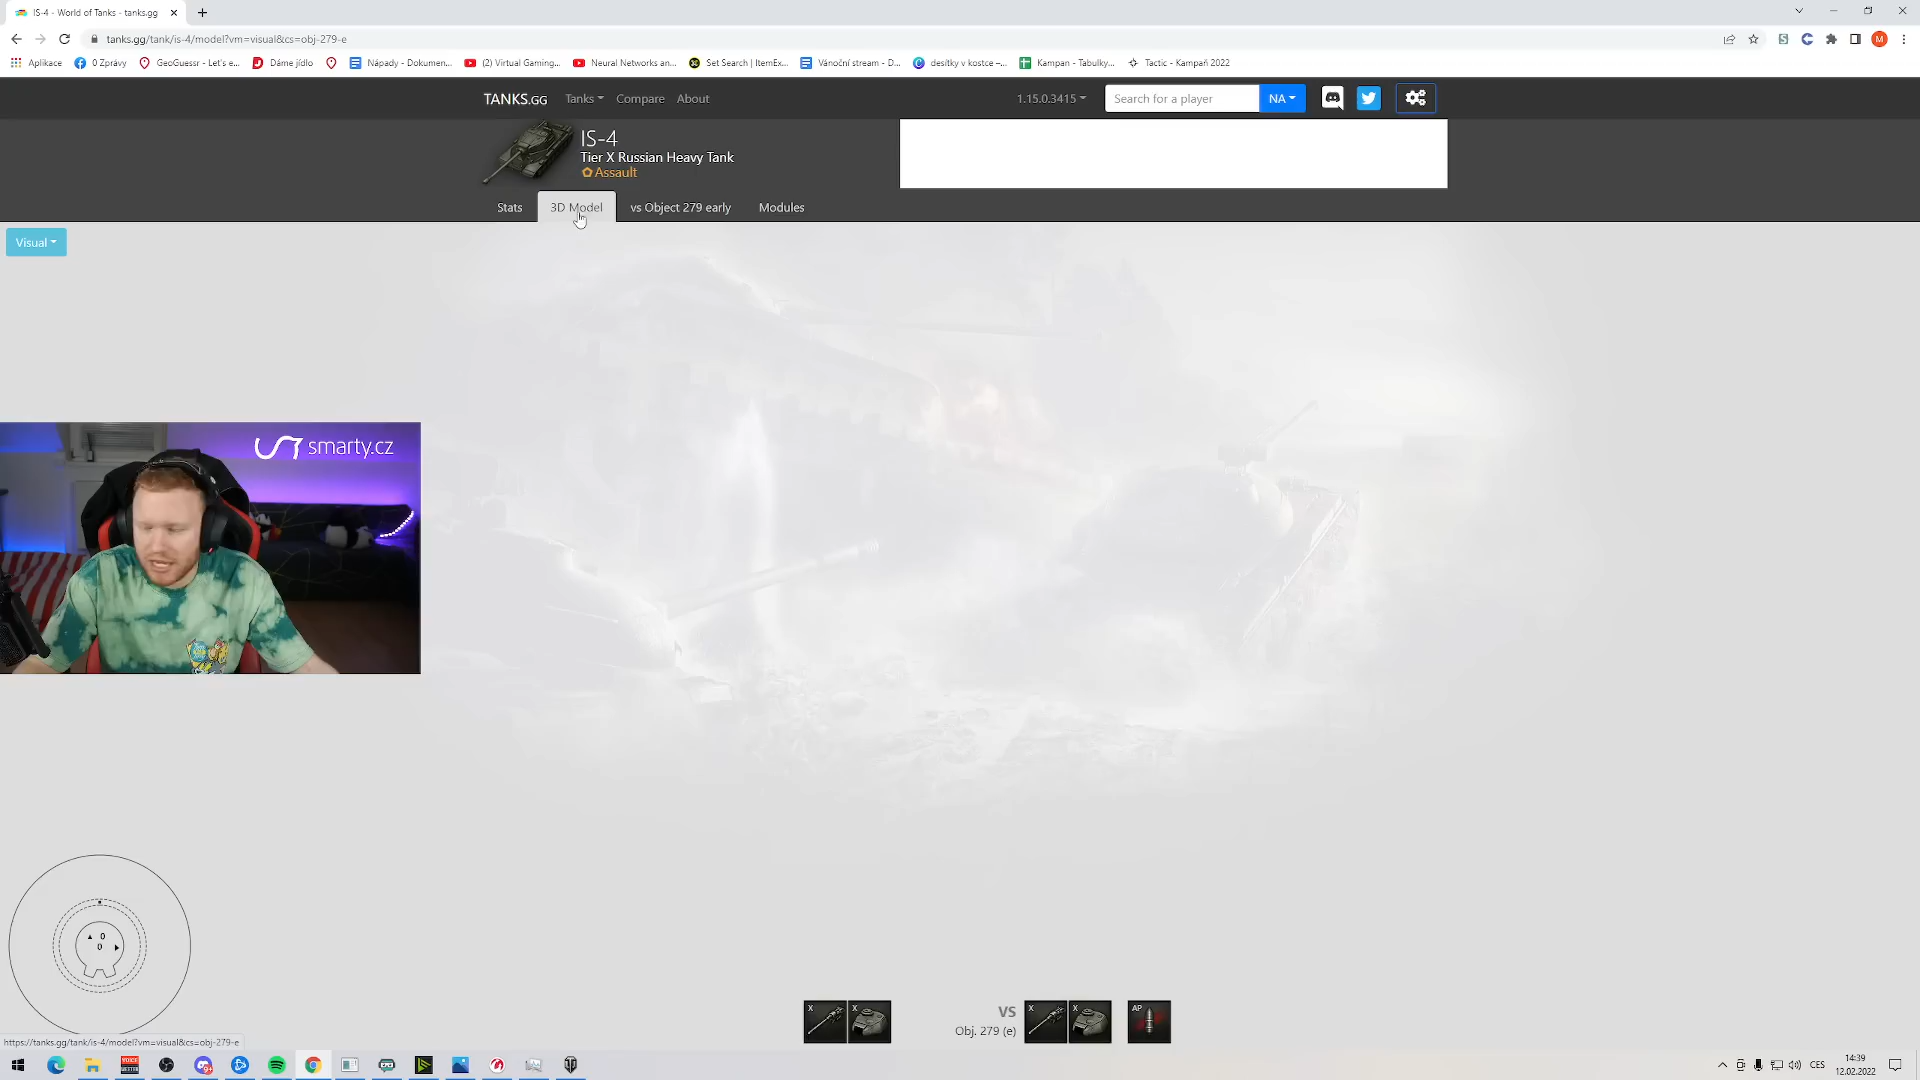 IS-4 - World of Tanks - tanks.gg
tanks.gg/tank/is-4/model?vm=visual&cs=obj-279-e
Aplikace
0 Zprávy
GeoGuessr - Let's e...
Dáme jídlo
Nápady - Dokumen...
(2) Virtual Gaming...
Neural Networks an...
Set Search | ItemEx...
Vánoční stream - D...
desítky v kostce –...
Kampan - Tabulky...
Tactic - Kampaň 2022
TANKS.GG
Tanks
Compare
About
1.15.0.3415
Search for a player
NA
IS-4
Tier X Russian Heavy Tank
Assault
Stats
3D Model
vs Object 279 early
Modules
Visual
smarty.cz
0
0
X
X
VS
Obj. 279 (e)
X
X
AP
https://tanks.gg/tank/is-4/model?vm=visual&cs=obj-279-e
CES
14:39
12.02.2022